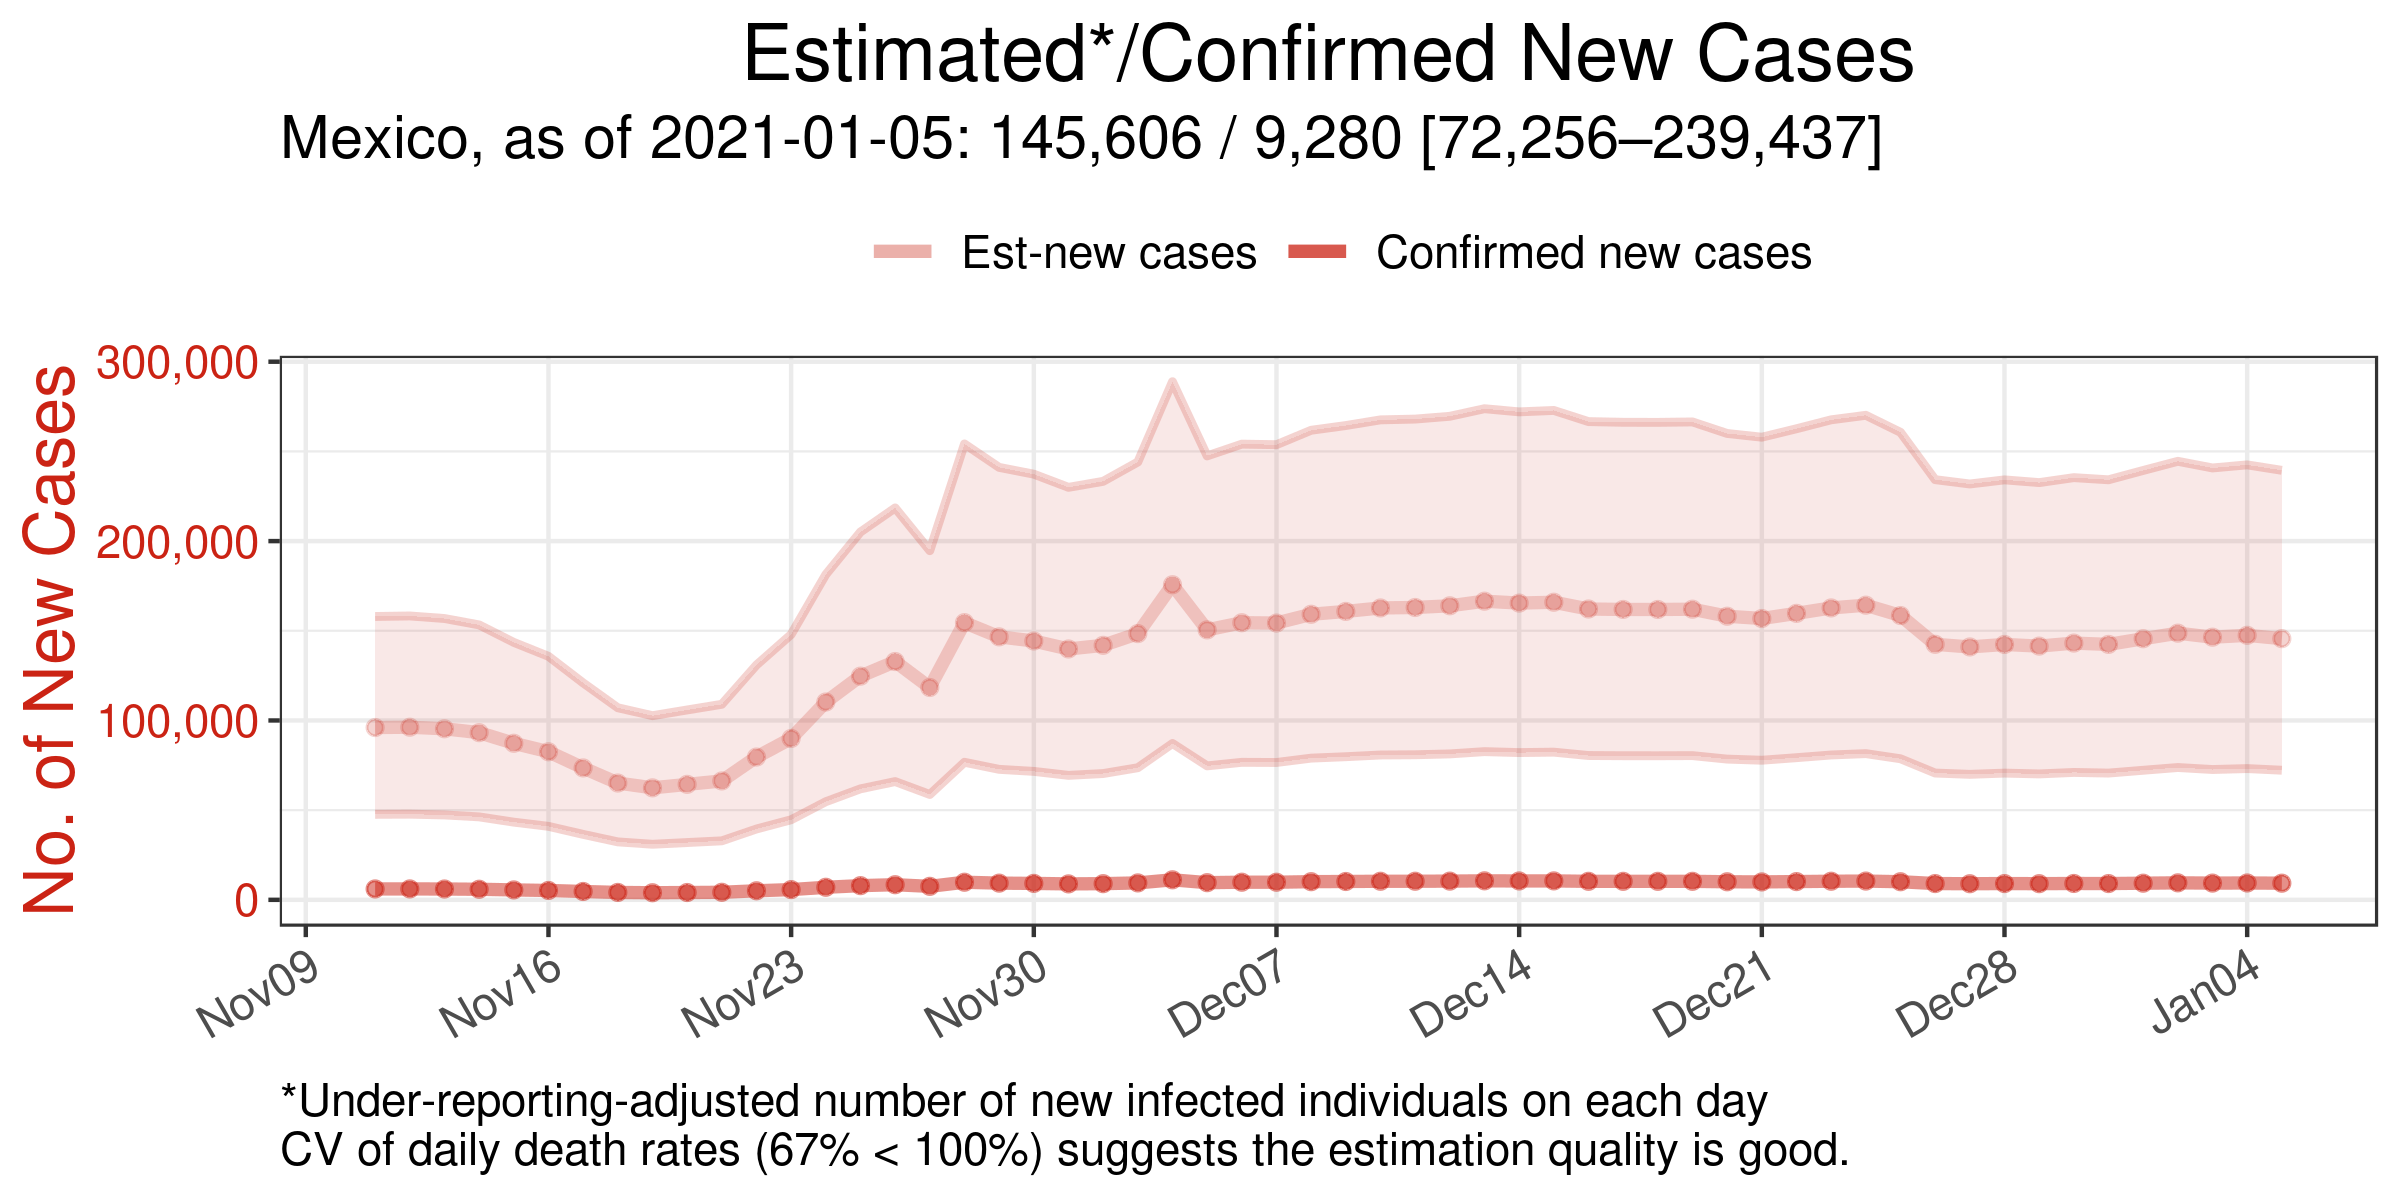 Estimated*/Confirmed New Cases
Mexico, as of 2021-01-05: 145,606 / 9,280 [72,256–239,437]
Est-new cases
Confirmed new cases
No. of New Cases
300,000
200,000
100,000
0
Nov09
Nov16
Nov23
Nov30
Dec07
Dec14
Dec21
Dec28
Jan04
*Under-reporting-adjusted number of new infected individuals on each day
CV of daily death rates (67% < 100%) suggests the estimation quality is good.